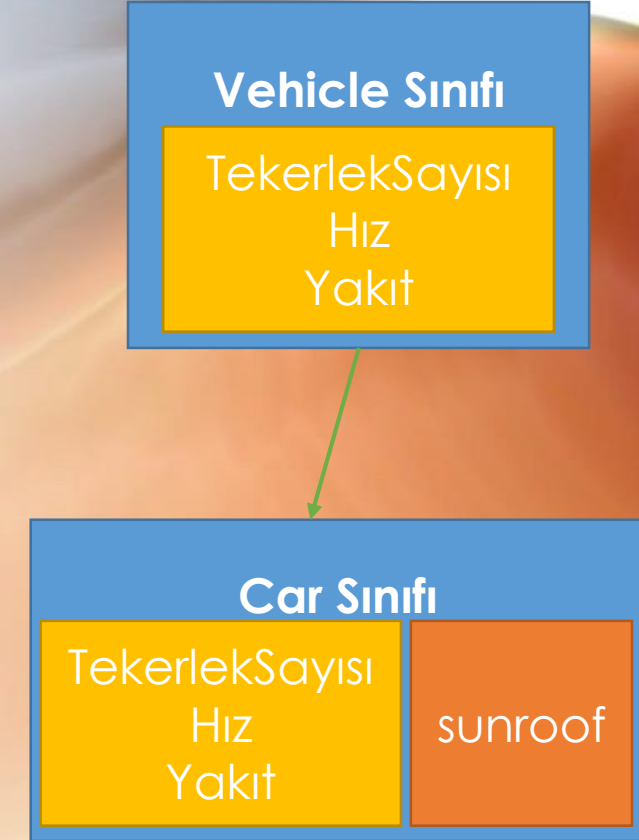 Vehicle Sınıfı
TekerlekSayısı
Hız
Yakıt
Car Sınıfı
TekerlekSayısı
Hız
Yakıt
sunroof